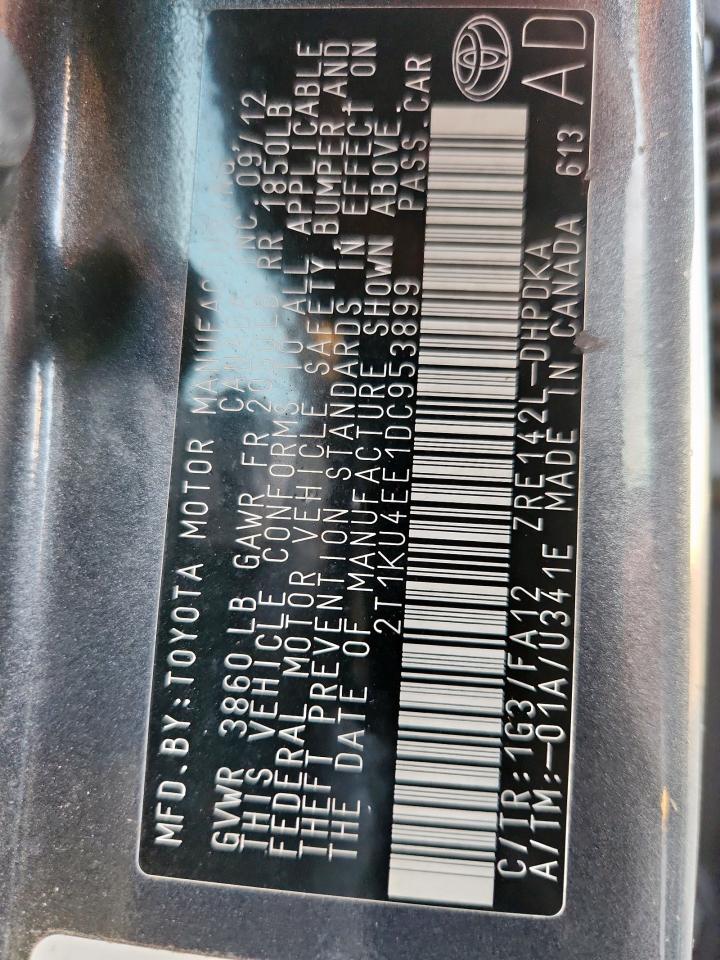 MFD.BY:TOYOTA MOTOR
CANADA INC. 09/12
GVWR 3860 LB GAWR FR RR 1850LB
THIS VEHICLE CONFORMS TO ALL APPLICABLE
FEDERAL MOTOR VEHICLE SAFETY, BUMPER AND
THEFT PREVENTION STANDARDS IN EFFECT ON
THE DATE OF MANUFACTURE SHOWN ABOVE.
2T1KU4EE1DC953899 PASS. CAR
C/TR:1G3/FA12 ZRE142L-DHPDKA
A/TM:-01A/U341E MADE IN CANADA 613
AD